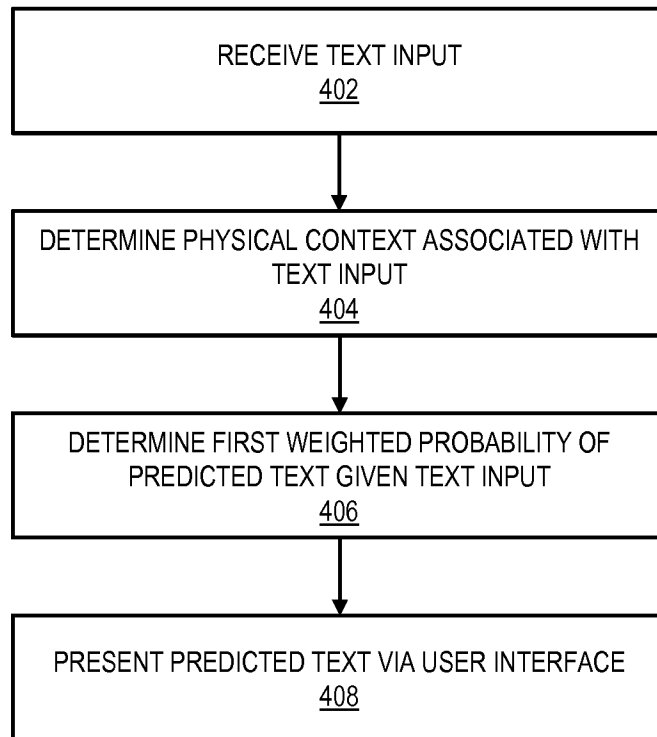 RECEIVE TEXT INPUT
402
DETERMINE PHYSICAL CONTEXT ASSOCIATED WITH
TEXT INPUT
404
DETERMINE FIRST WEIGHTED PROBABILITY OF
PREDICTED TEXT GIVEN TEXT INPUT
406
PRESENT PREDICTED TEXT VIA USER INTERFACE
408